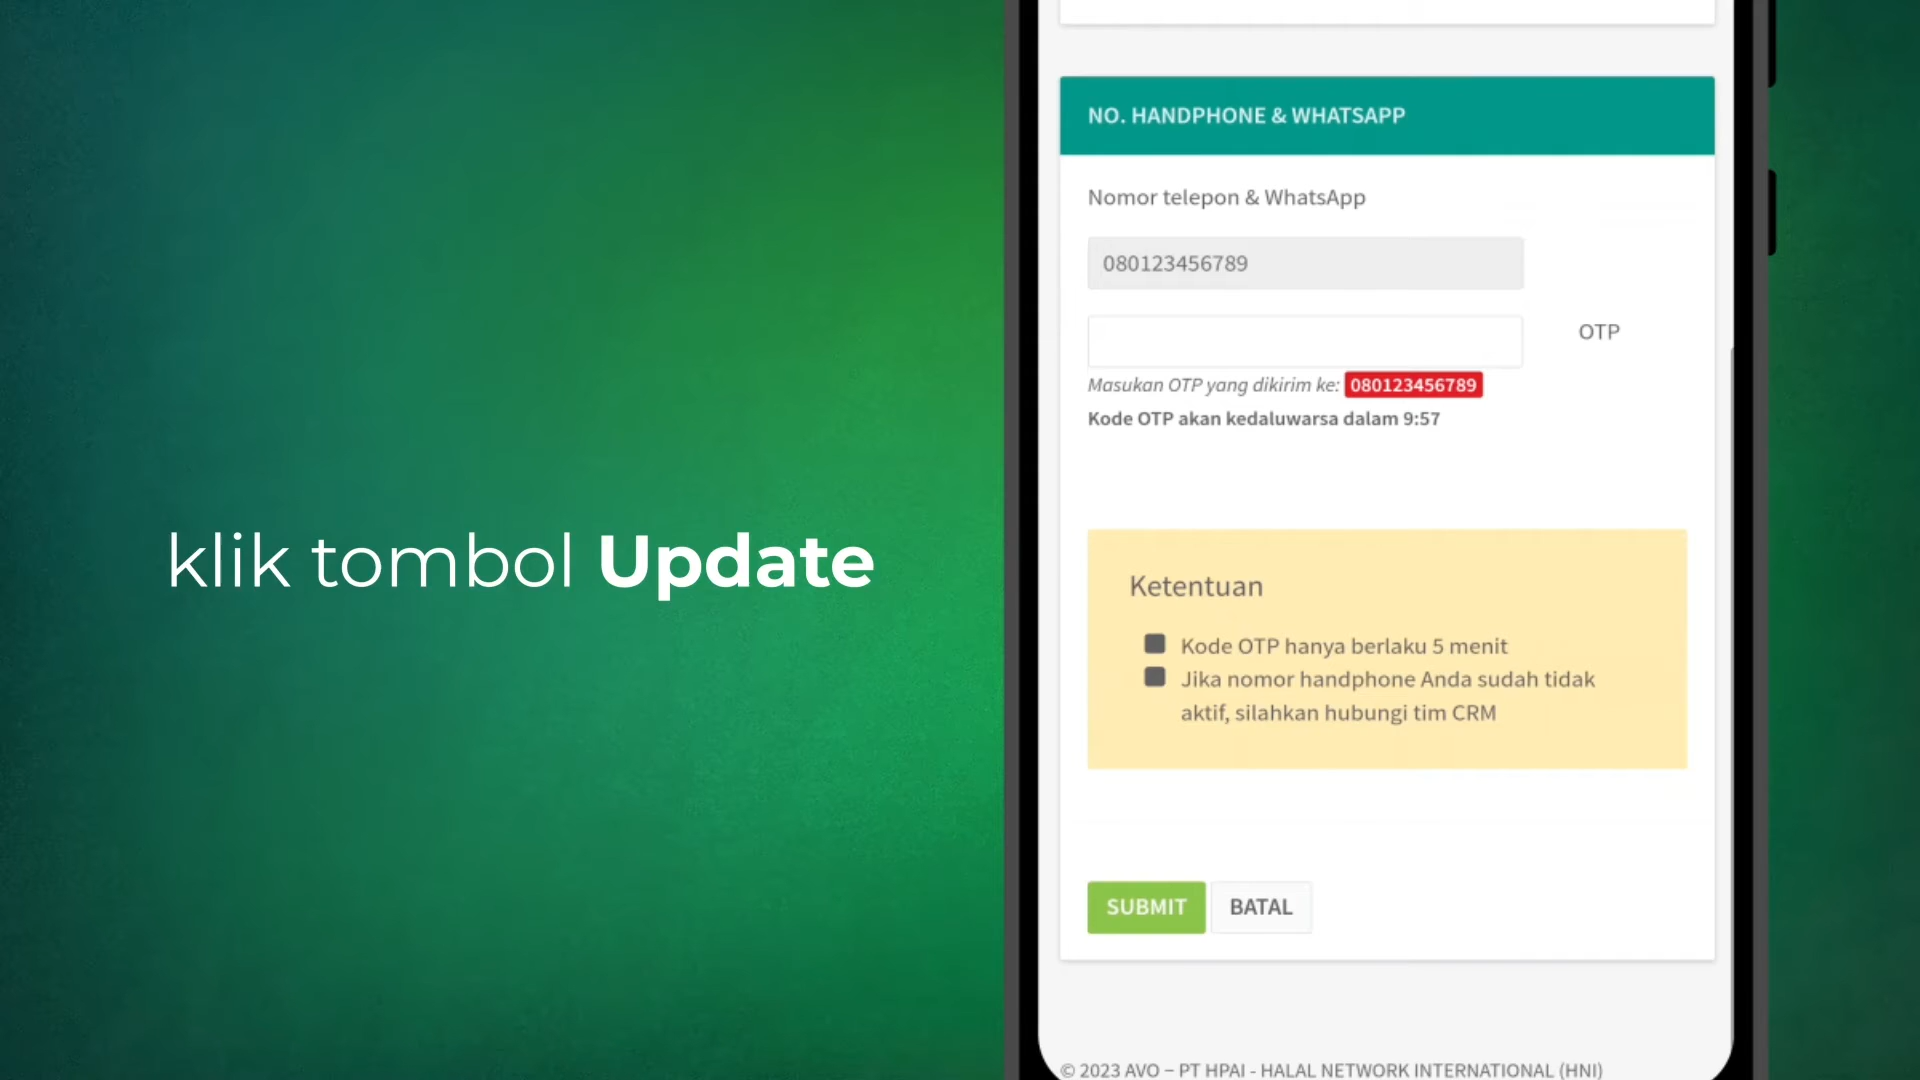 klik tombol Update
NO. HANDPHONE & WHATSAPP
Nomor telepon & WhatsApp
080123456789
OTP
Masukan OTP yang dikirim ke: 080123456789
Kode OTP akan kedaluwarsa dalam 9:57
Ketentuan
Kode OTP hanya berlaku 5 menit
Jika nomor handphone Anda sudah tidak
aktif, silahkan hubungi tim CRM
SUBMIT BATAL
© 2023 AVO – PT HPAI - HALAL NETWORK INTERNATIONAL (HNI)